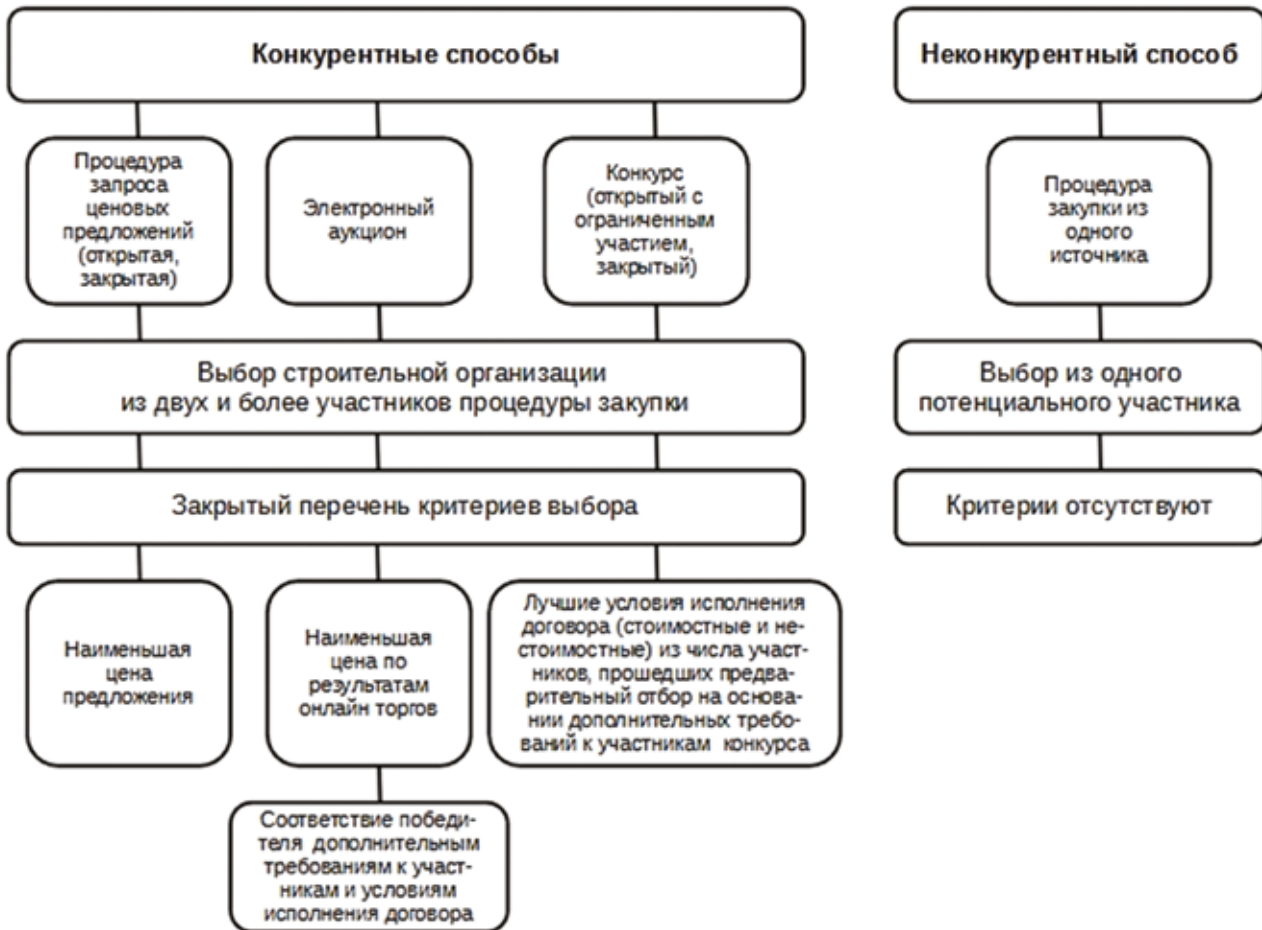 Конкурентные способы
Неконкурентный способ
Процедура
запроса
ценовых
предложений
(открытая,
закрытая)
Электронный
аукцион
Конкурс
(открытый с
ограниченным
участием,
закрытый)
Процедура
закупки из
одного
источника
Выбор строительной организации
из двух и более участников процедуры закупки
Выбор из одного
потенциального участника
Закрытый перечень критериев выбора
Критерии отсутствуют
Наименьшая
цена
предложения
Наименьшая
цена по
результатам
онлайн торгов
Лучшие условия исполнения
договора (стоимостные и не-
стоимостные) из числа участ-
ников, прошедших предва-
рительный отбор на основа-
нии дополнительных требо-
ваний к участникам конкурса
Соответствие победи-
теля дополнительным
требованиям к участ-
никам и условиям
исполнения договора